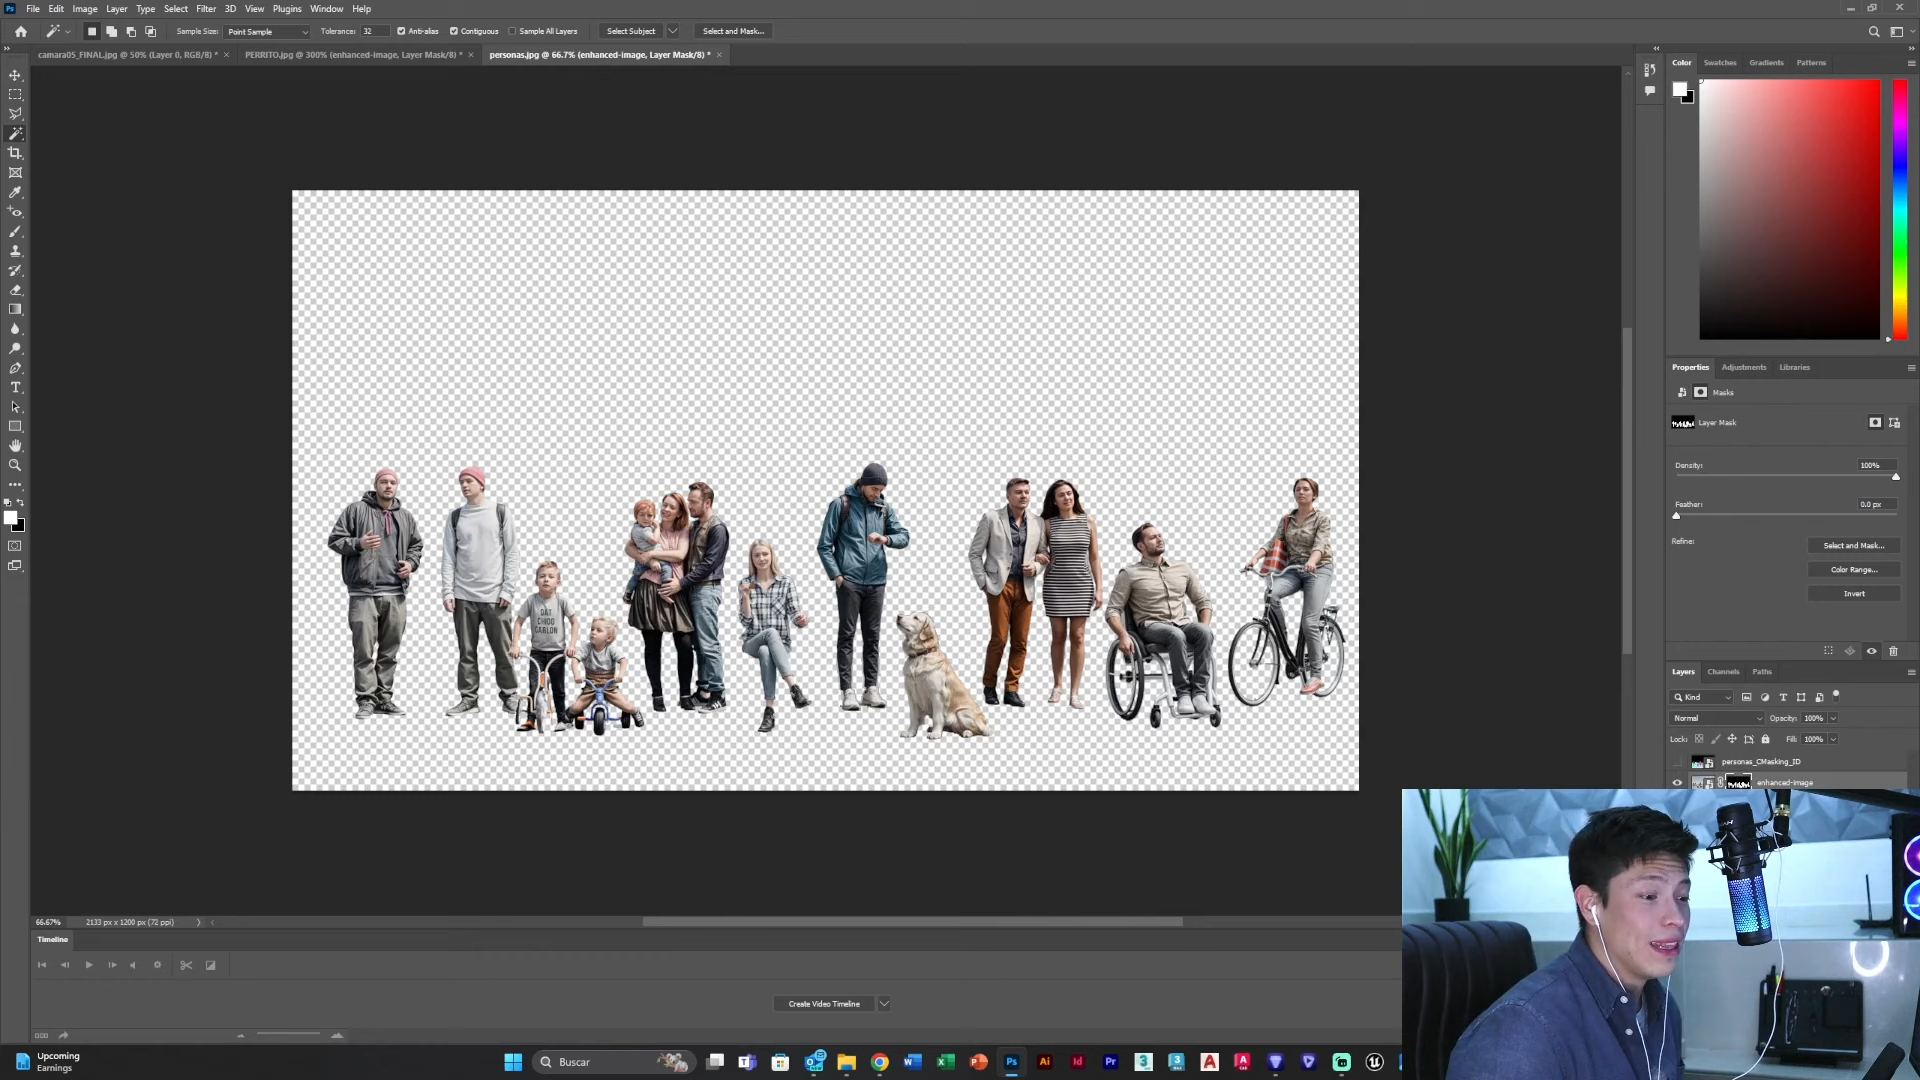 File Edit Image Layer Type Select Filter 3D View Plugins Window Help
Sample Size: Point Sample Tolerance: 32 Anti-alias Contiguous Sample All Layers Select Subject Select and Mask...
camara05_FINAL.jpg @ 50% (Layer 0, RGB/8) * PERRITO.jpg @ 300% (enhanced-image, Layer Mask/8) * personas.jpg @ 66.7% (enhanced-image, Layer Mask/8) *
Color Swatches Gradients Patterns
Properties Adjustments Libraries
Masks
Layer Mask
Density: 100%
Feather: 0.0 px
Refine: Select and Mask...
Color Range...
Invert
Layers Channels Paths
Kind
Normal Opacity: 100%
Lock: Fill: 100%
personas_CMasking_ID
enhanced-image
66.67% 2133 px x 1200 px (72 ppi)
Timeline
Create Video Timeline
Upcoming
Earnings
Buscar